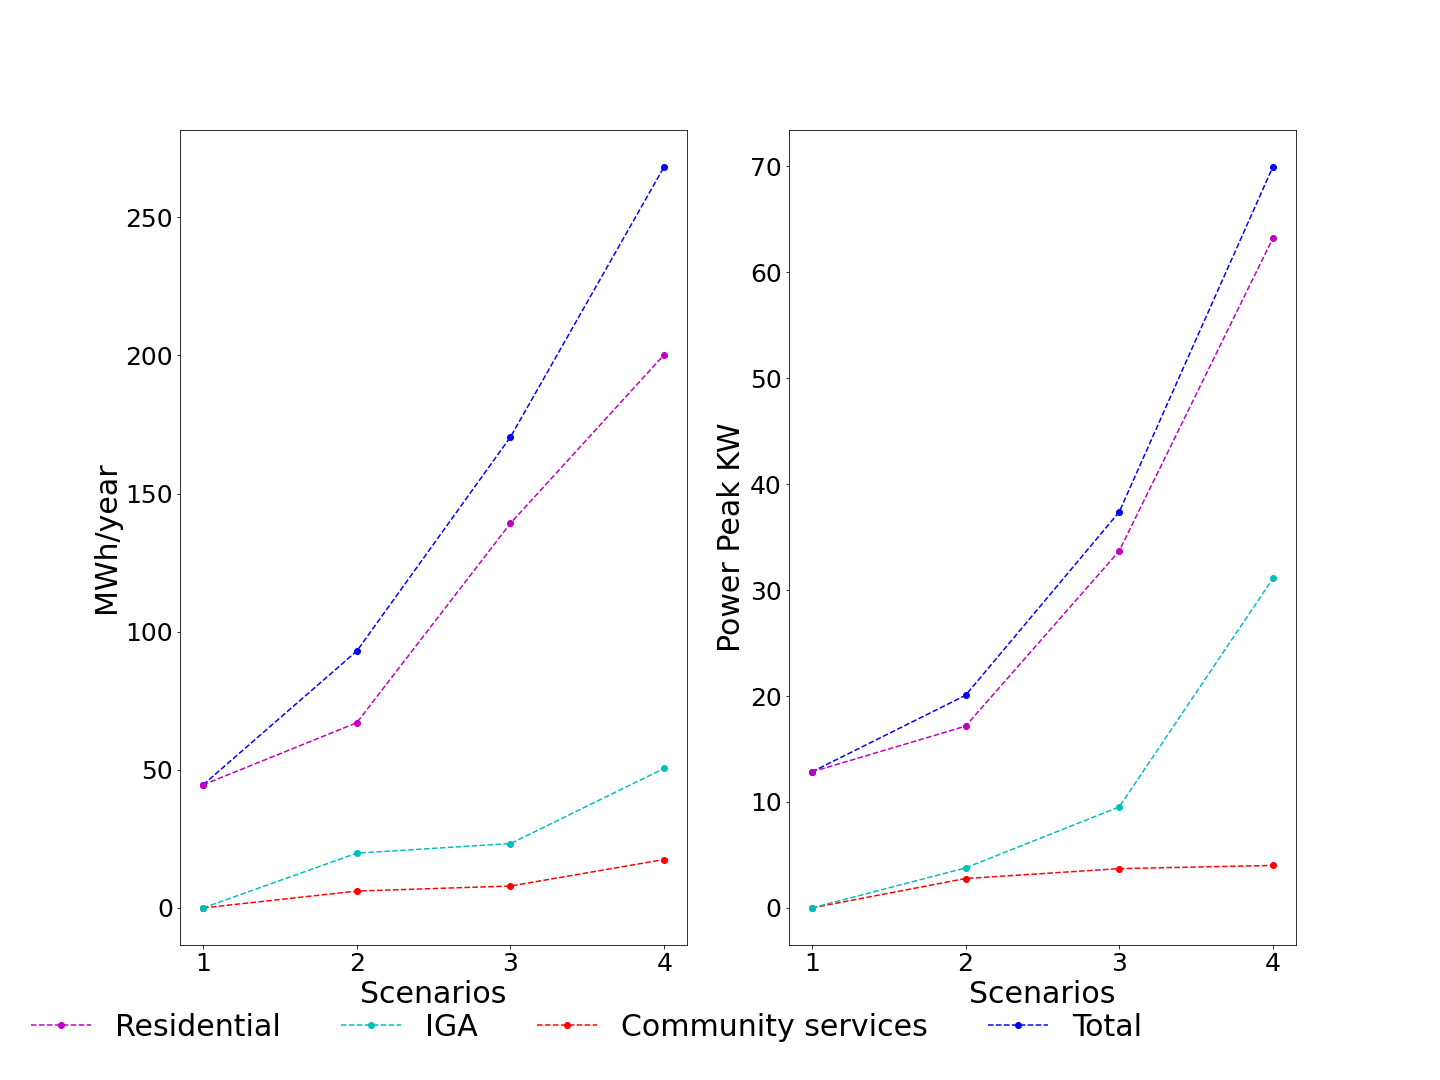 MWh/year
250
200
150
100
50
0
1 2 3 4
Scenarios
Power Peak KW
70
60
50
40
30
20
10
0
1 2 3 4
Scenarios
Residential IGA Community services Total